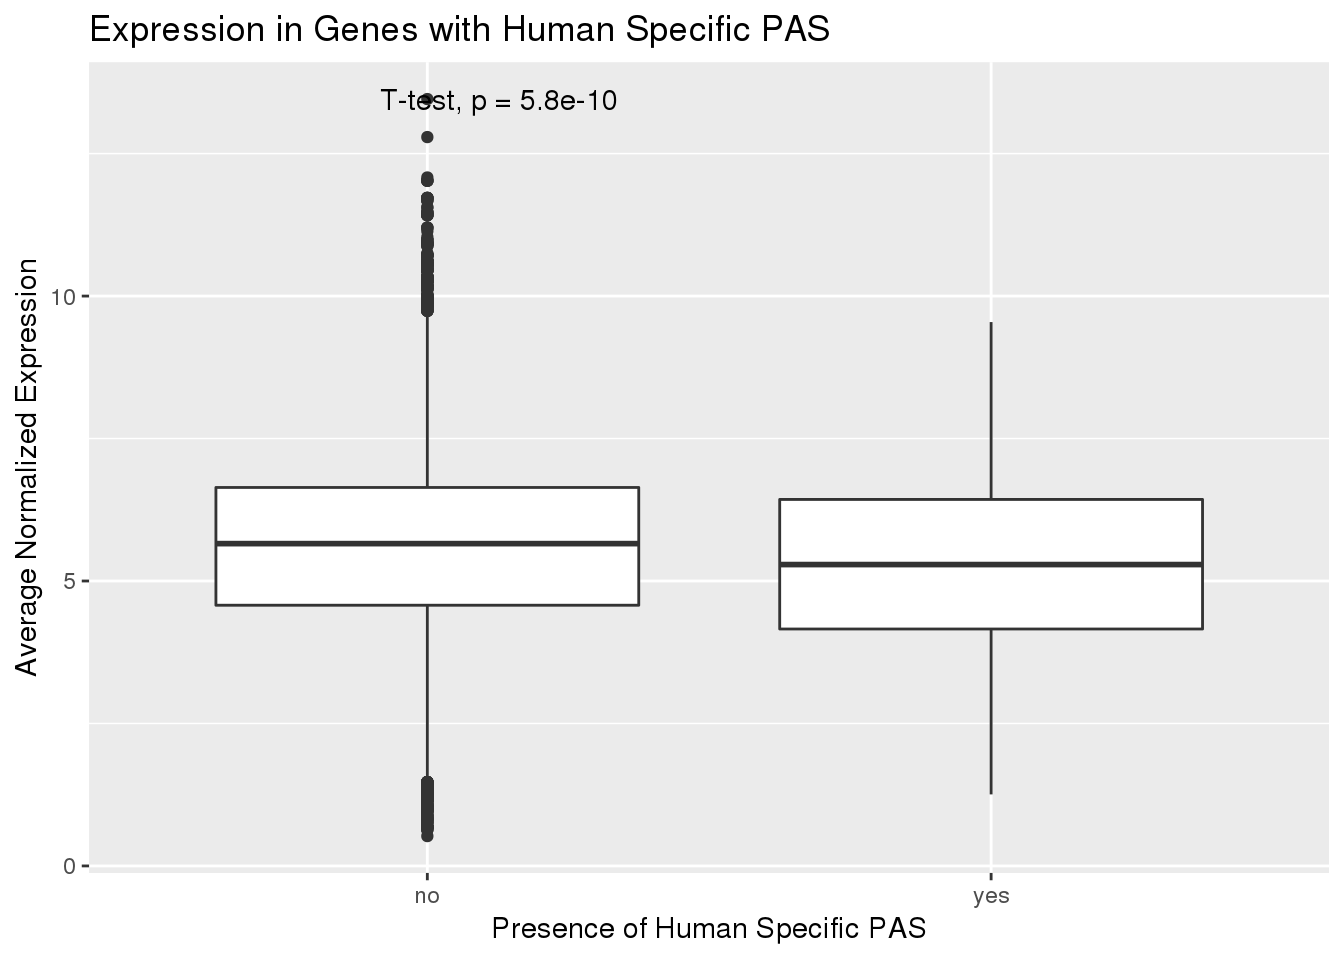 Expression in Genes with Human Specific PAS
T-test, p = 5.8e-10
Average Normalized Expression
10
5
0
no
yes
Presence of Human Specific PAS